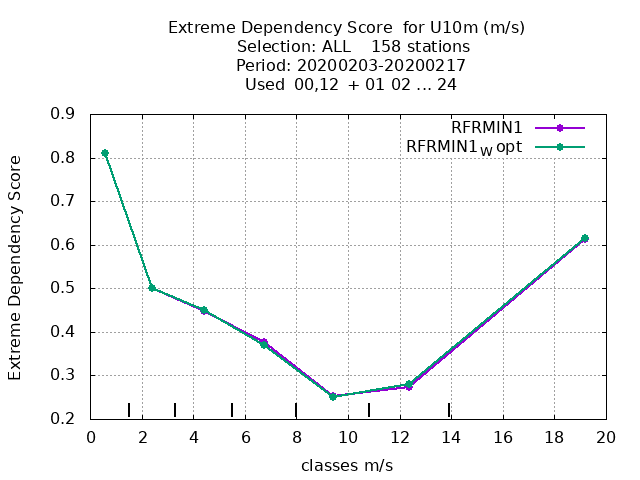 Extreme Dependency Score for U10m (m/s)
Selection: ALL 158 stations
Period: 20200203-20200217
Used 00,12 + 01 02 ... 24
RFRMIN1
RFRMIN1W opt
Extreme Dependency Score
0.9
0.8
0.7
0.6
0.5
0.4
0.3
0.2
0 2 4 6 8 10 12 14 16 18 20
classes m/s